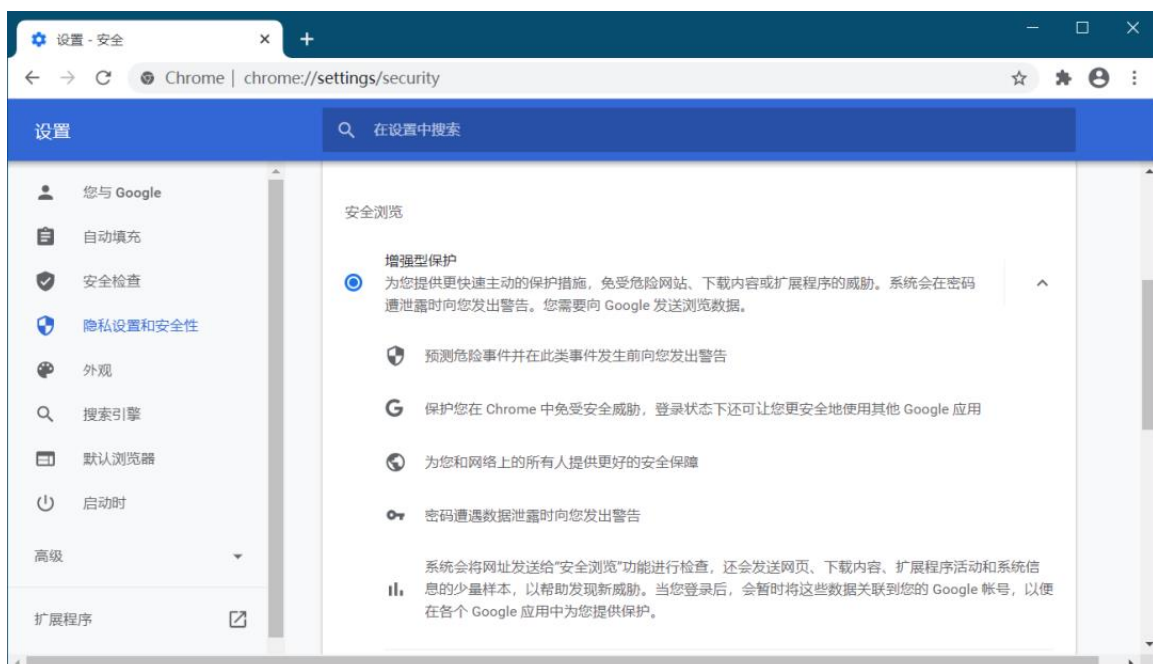 设置 - 安全
Chrome | chrome://settings/security
设置
在设置中搜索
您与 Google
自动填充
安全检查
隐私设置和安全性
外观
搜索引擎
默认浏览器
启动时
高级
扩展程序
安全浏览
增强型保护
为您提供更快速主动的保护措施，免受危险网站、下载内容或扩展程序的威胁。系统会在密码
遭泄露时向您发出警告。您需要向 Google 发送浏览数据。
预测危险事件并在此类事件发生前向您发出警告
保护您在 Chrome 中免受安全威胁，登录状态下还可让您更安全地使用其他 Google 应用
为您和网络上的所有人提供更好的安全保障
密码遭遇数据泄露时向您发出警告
系统会将网址发送给“安全浏览”功能进行检查，还会发送网页、下载内容、扩展程序活动和系统信
息的少量样本，以帮助发现新威胁。当您登录后，会暂时将这些数据关联到您的 Google 帐号，以便
在各个 Google 应用中为您提供保护。